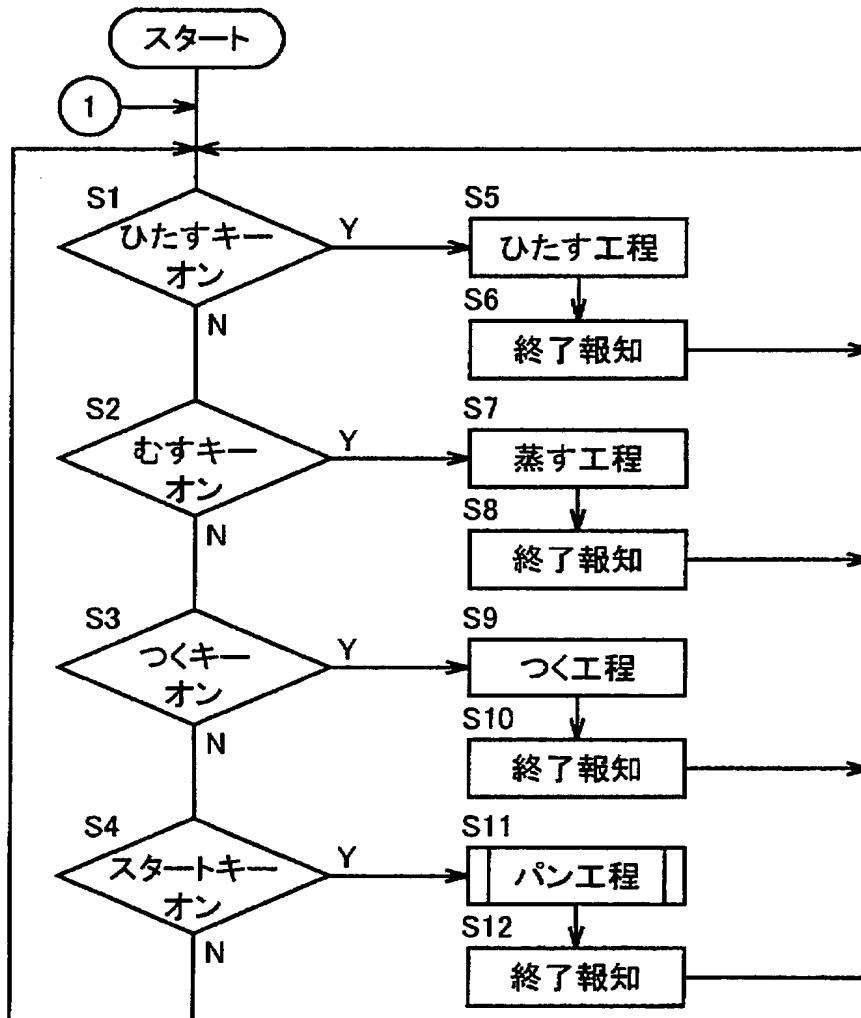 スタート
1
S1
ひたすキー
オン
Y
N
S5
ひたす工程
S6
終了報知
S2
むすキー
オン
Y
N
S7
蒸す工程
S8
終了報知
S3
つくキー
オン
Y
N
S9
つく工程
S10
終了報知
S4
スタートキー
オン
Y
N
S11
パン工程
S12
終了報知